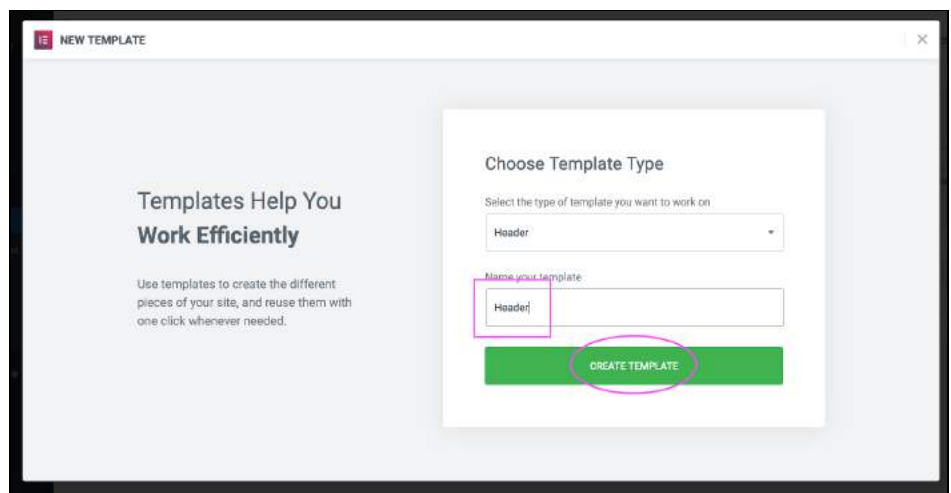 NEW TEMPLATE
Templates Help You
Work Efficiently
Use templates to create the different
pieces of your site, and reuse them with
one click whenever needed.
Choose Template Type
Select the type of template you want to work on
Header
Name your template
Header
CREATE TEMPLATE